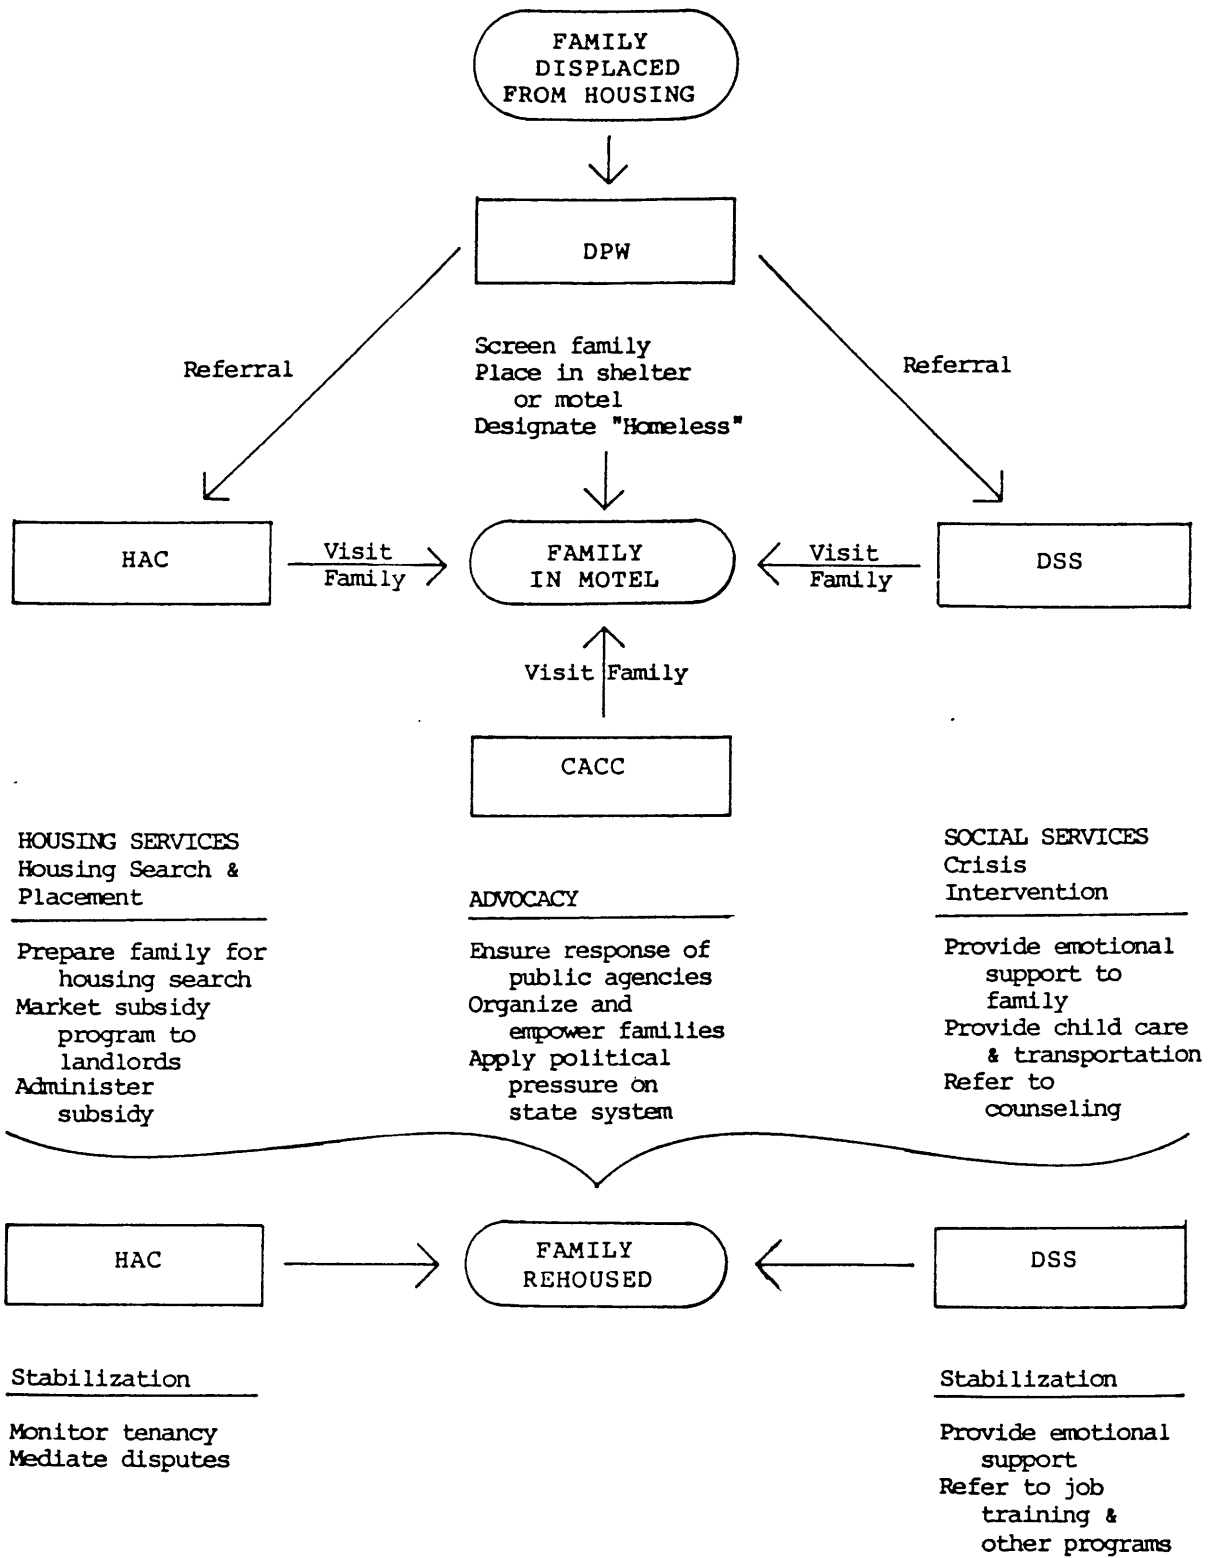 FAMILY
DISPLACED
FROM HOUSING
DPW
Referral
Screen family
Place in shelter
or motel
Designate "Homeless"
Referral
HAC
Visit
Family
FAMILY
IN MOTEL
Visit
Family
DSS
Visit Family
CACC
HOUSING SERVICES
Housing Search &
Placement
Prepare family for
housing search
Market subsidy
program to
landlords
Administer
subsidy
ADVOCACY
Ensure response of
public agencies
Organize and
empower families
Apply political
pressure on
state system
SOCIAL SERVICES
Crisis
Intervention
Provide emotional
support to
family
Provide child care
& transportation
Refer to
counseling
HAC
FAMILY
REHOUSED
DSS
Stabilization
Monitor tenancy
Mediate disputes
Stabilization
Provide emotional
support
Refer to job
training &
other programs